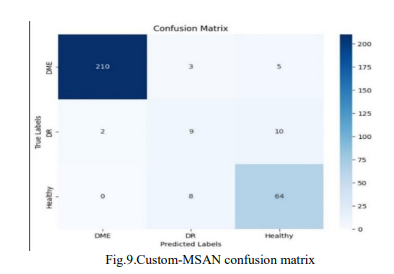 Confusion Matrix
DME 210 3 5 200
175
150
DR 2 9 10 125
True Labels 100
75
Healthy 0 8 64 50
25
0
DME DR Healthy
Predicted Labels
Fig.9.Custom-MSAN confusion matrix